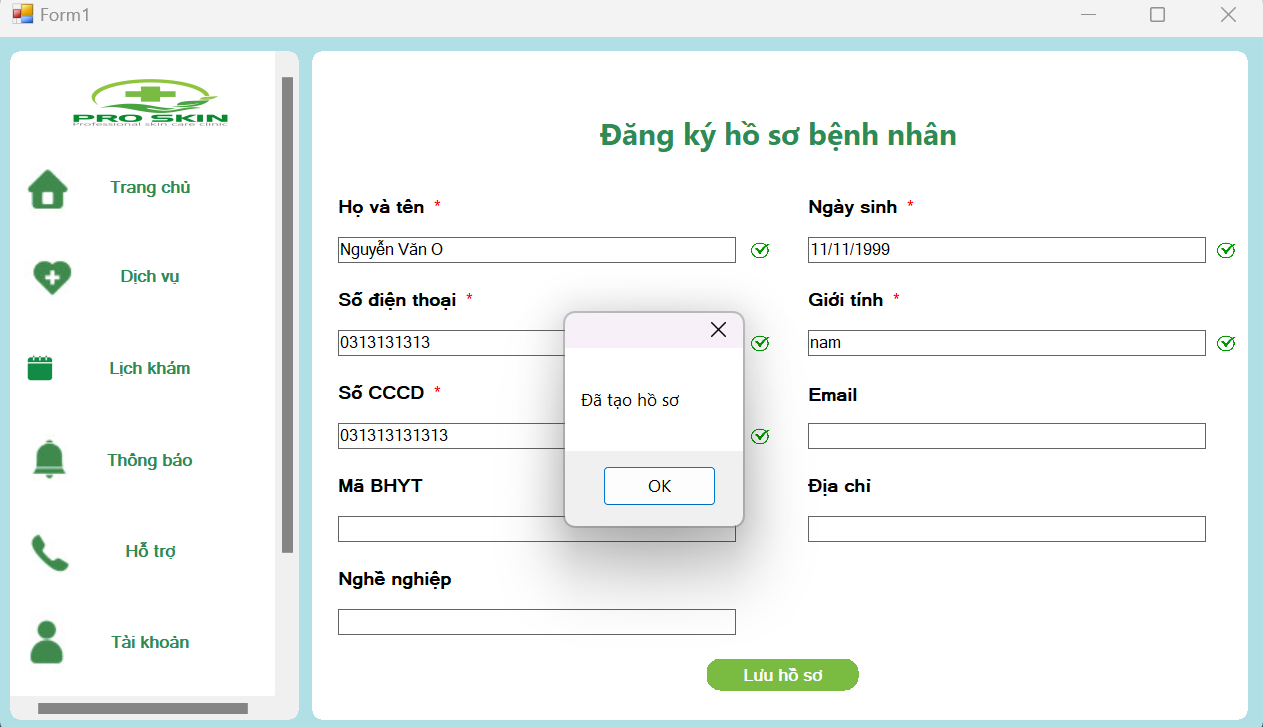 Form1
PRO SKIN
Professional skin care clinic
Trang chủ
Dịch vụ
Lịch khám
Thông báo
Hỗ trợ
Tài khoản
Đăng ký hồ sơ bệnh nhân
Họ và tên *
Nguyễn Văn O
Ngày sinh *
11/11/1999
Số điện thoại *
0313131313
Giới tính *
nam
Số CCCD *
031313131313
Email
Mã BHYT
Địa chỉ
Nghề nghiệp
Lưu hồ sơ
Đã tạo hồ sơ
OK